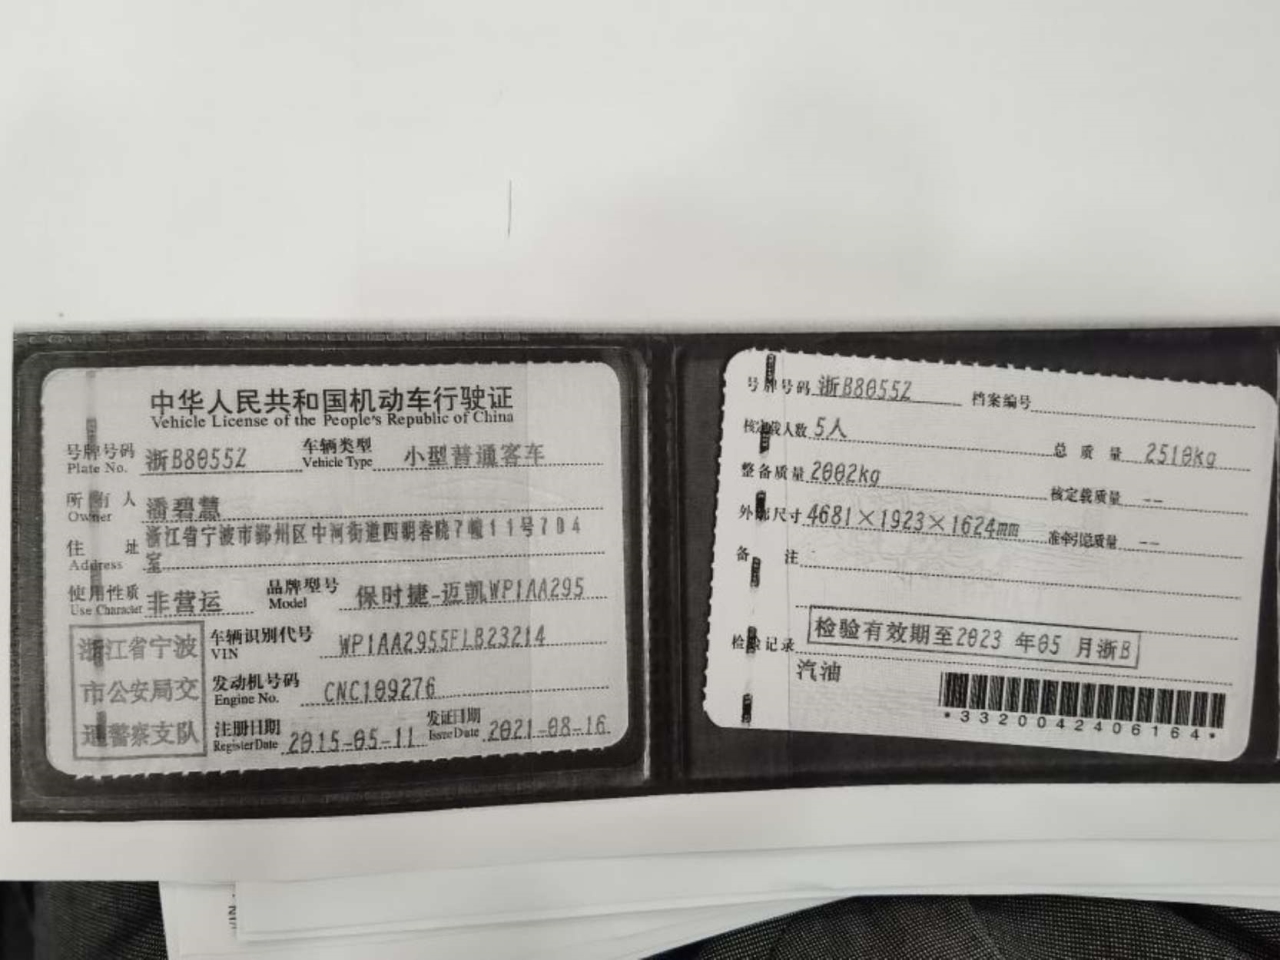 中华人民共和国机动车行驶证
Vehicle License of the People's Republic of China
号牌号码 浙B8055Z 车辆类型 小型普通客车
Plate No. Vehicle Type
所有人 潘碧慧
Owner
住址 浙江省宁波市鄞州区中河街道四明春晓7幢11号704
Address 室
使用性质 非营运 品牌型号 保时捷-迈凯WP1AA295
Use Character Model
浙江省宁波
市公安局交
通警察支队
车辆识别代号 WP1AA2955FLB23214
VIN
发动机号码 CNC109276
Engine No.
注册日期 2015-05-11 发证日期 2021-08-16
Register Date Issue Date
号牌号码 浙B8055Z 档案编号
核定载人数 5人 总质量 2510kg
整备质量 2002kg 核定载质量 --
外廓尺寸 4681×1923×1624mm 准牵引总质量 --
备注
检验记录 检验有效期至2023 年05 月浙B
汽油
*3320042406164*